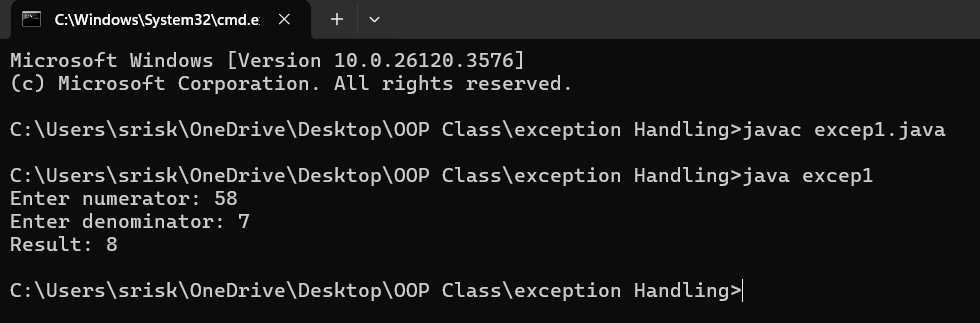 C:\Windows\System32\cmd.e
Microsoft Windows [Version 10.0.26120.3576]
(c) Microsoft Corporation. All rights reserved.
C:\Users\srisk\OneDrive\Desktop\OOP Class\exception Handling>javac excep1.java
C:\Users\srisk\OneDrive\Desktop\OOP Class\exception Handling>java excep1
Enter numerator: 58
Enter denominator: 7
Result: 8
C:\Users\srisk\OneDrive\Desktop\OOP Class\exception Handling>